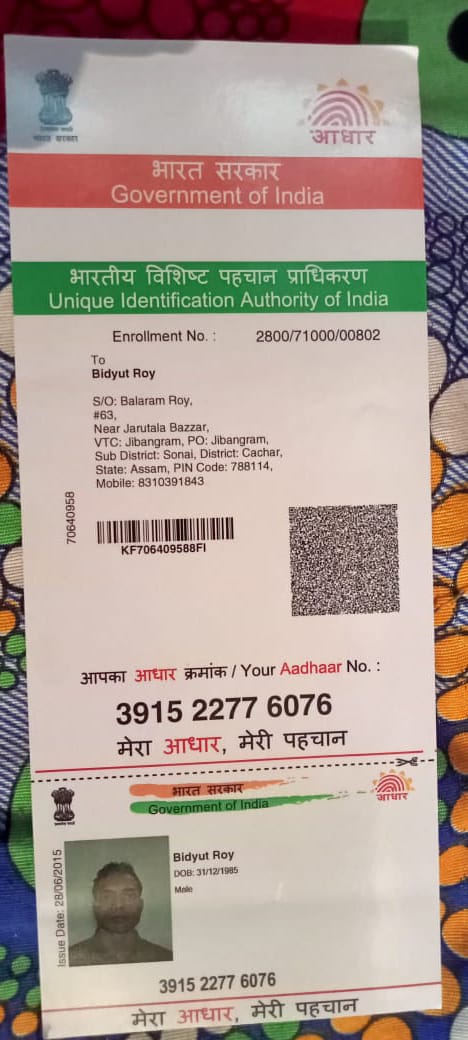 भारत सरकार
आधार
भारत सरकार
Government of India
भारतीय विशिष्ट पहचान प्राधिकरण
Unique Identification Authority of India
Enrollment No. : 2800/71000/00802
To
Bidyut Roy
S/O: Balaram Roy,
#63,
Near Jarutala Bazzar,
VTC: Jibangram, PO: Jibangram,
Sub District: Sonai, District: Cachar,
State: Assam, PIN Code: 788114,
Mobile: 8310391843
70640958
KF706409588FI
आपका आधार क्रमांक / Your Aadhaar No. :
3915 2277 6076
मेरा आधार, मेरी पहचान
भारत सरकार
Government of India
आधार
Issue Date: 28/06/2015
Bidyut Roy
DOB: 31/12/1985
Male
3915 2277 6076
मेरा आधार, मेरी पहचान